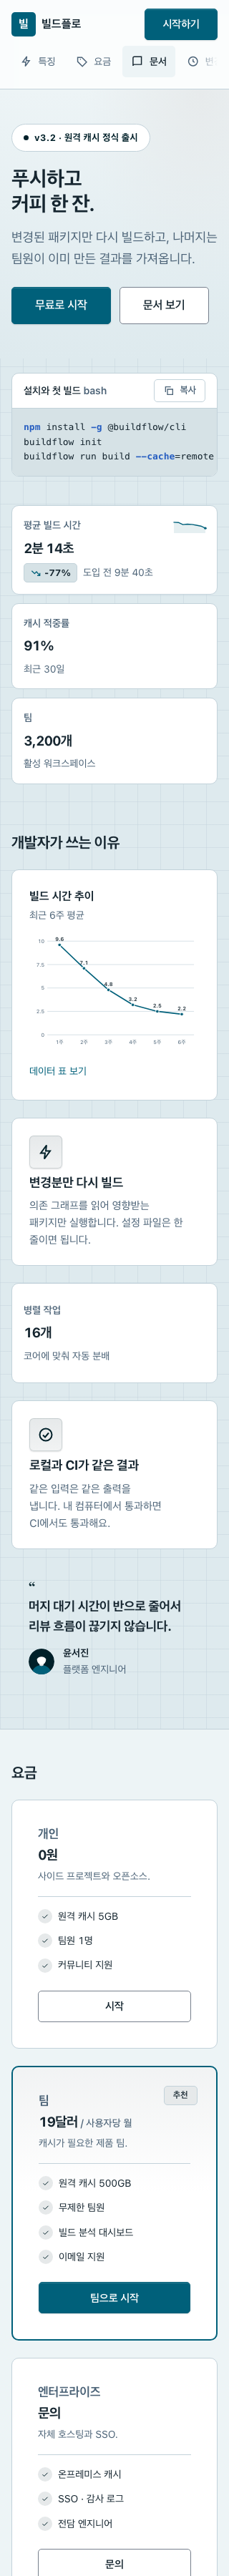 빌 빌드플로
시작하기
특징 요금 문서
v3.2 · 원격 캐시 정식 출시
푸시하고
커피 한 잔.
변경된 패키지만 다시 빌드하고, 나머지는
팀원이 이미 만든 결과를 가져옵니다.
무료로 시작 문서 보기
설치와 첫 빌드 bash 복사
npm install -g @buildflow/cli
buildflow init
buildflow run build --cache=remote
평균 빌드 시간
2분 14초
-77% 도입 전 9분 40초
캐시 적중률
91%
최근 30일
팀
3,200개
활성 워크스페이스
개발자가 쓰는 이유
빌드 시간 추이
최근 6주 평균
10 9.6
7.5 7.1
5 4.8
3.2
2.5 2.5 2.2
0
1주 2주 3주 4주 5주 6주
데이터 표 보기
변경분만 다시 빌드
의존 그래프를 읽어 영향받는
패키지만 실행합니다. 설정 파일은 한
줄이면 됩니다.
병렬 작업
16개
코어에 맞춰 자동 분배
로컬과 CI가 같은 결과
같은 입력은 같은 출력을
냅니다. 내 컴퓨터에서 통과하면
CI에서도 통과해요.
“
머지 대기 시간이 반으로 줄어서
리뷰 흐름이 끊기지 않습니다.
윤서진
플랫폼 엔지니어
요금
개인
0원
사이드 프로젝트와 오픈소스.
원격 캐시 5GB
팀원 1명
커뮤니티 지원
시작
추천
팀
19달러 / 사용자당 월
캐시가 필요한 제품 팀.
원격 캐시 500GB
무제한 팀원
빌드 분석 대시보드
이메일 지원
팀으로 시작
엔터프라이즈
문의
자체 호스팅과 SSO.
온프레미스 캐시
SSO · 감사 로그
전담 엔지니어
문의